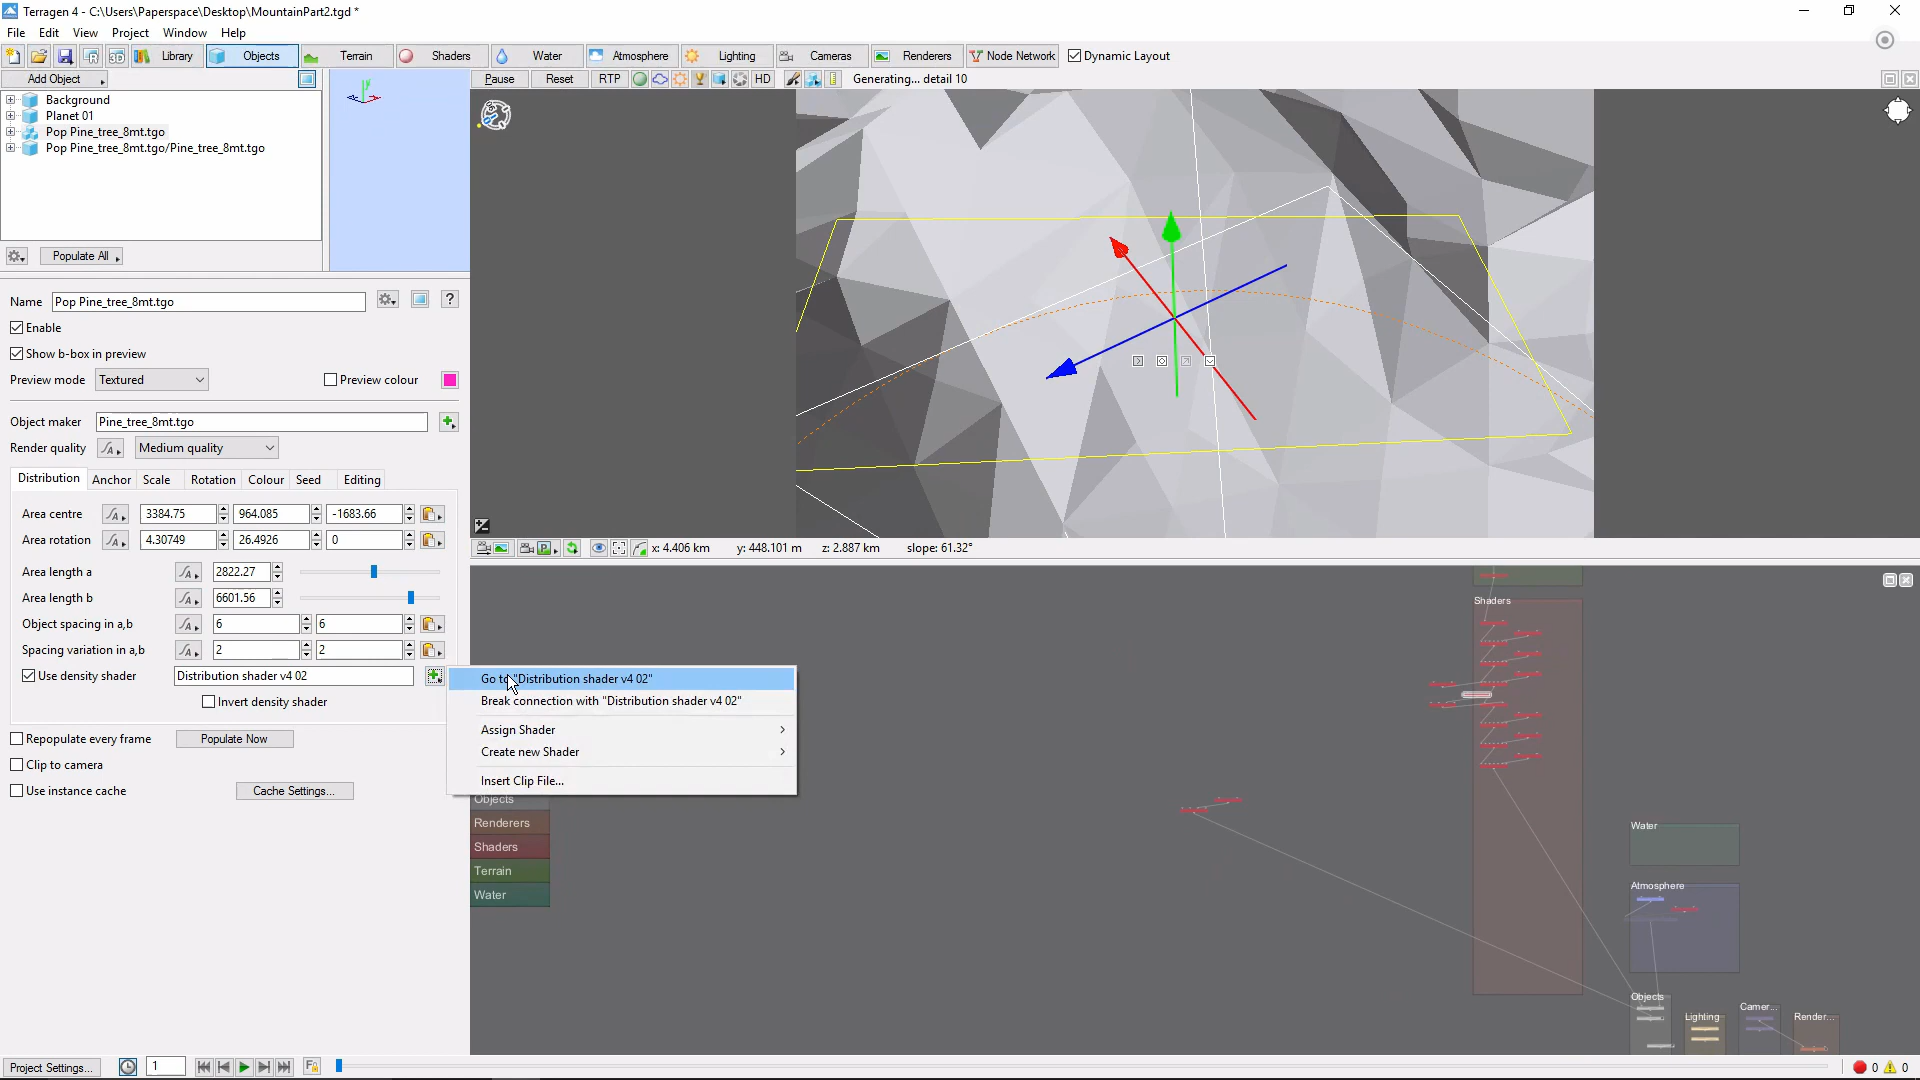 Terragen 4 - C:\Users\Paperspace\Desktop\MountainPart2.tgd *
File Edit View Project Window Help
Library Objects Terrain Shaders Water Atmosphere Lighting Cameras Renderers Node Network Dynamic Layout
Add Object
Pause Reset RTP HD Generating... detail 10
Background
Planet 01
Pop Pine_tree_8mt.tgo
Pop Pine_tree_8mt.tgo/Pine_tree_8mt.tgo
Populate All
Name Pop Pine_tree_8mt.tgo ?
Enable
Show b-box in preview
Preview mode Textured Preview colour
Object maker Pine_tree_8mt.tgo
Render quality Medium quality
Distribution Anchor Scale Rotation Colour Seed Editing
Area centre 3384.75 964.085 -1683.66
Area rotation 4.30749 26.4926 0
Area length a 2822.27
Area length b 6601.56
Object spacing in a,b 6 6
Spacing variation in a,b 2 2
Use density shader Distribution shader v4 02
Invert density shader
Repopulate every frame Populate Now
Clip to camera
Use instance cache Cache Settings...
x: 4.406 km y: 448.101 m z: 2.887 km slope: 61.32°
Go to "Distribution shader v4 02"
Break connection with "Distribution shader v4 02"
Assign Shader
Create new Shader
Insert Clip File...
Objects
Renderers
Shaders
Terrain
Water
Shaders
Water
Atmosphere
Objects
Lighting
Camer...
Render...
Project Settings... 1 0 0